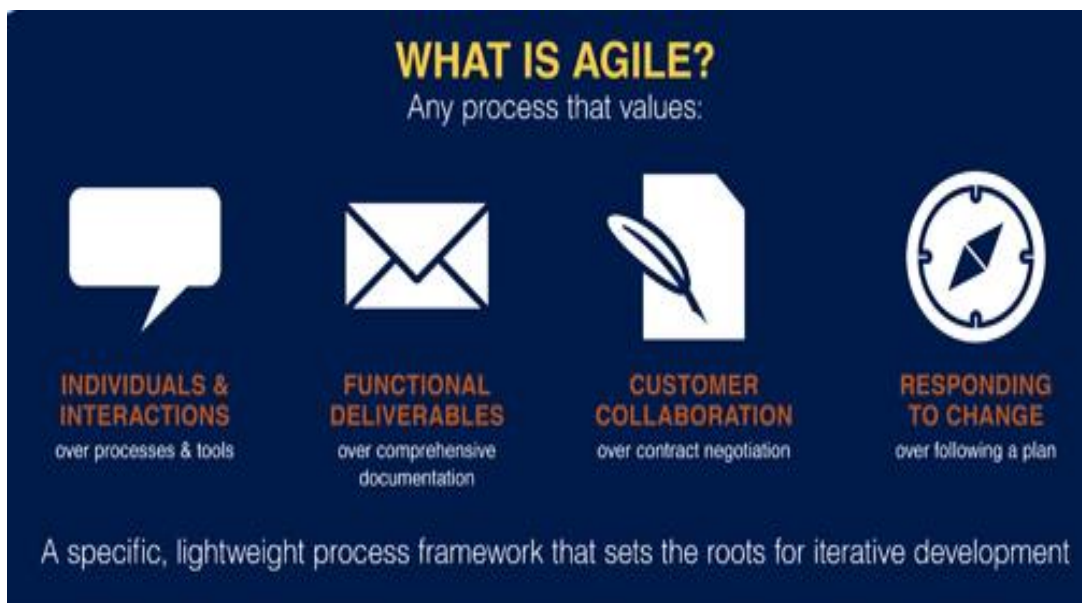 WHAT IS AGILE?
Any process that values:
INDIVIDUALS &
INTERACTIONS
over processes & tools
FUNCTIONAL
DELIVERABLES
over comprehensive
documentation
CUSTOMER
COLLABORATION
over contract negotiation
RESPONDING
TO CHANGE
over following a plan
A specific, lightweight process framework that sets the roots for iterative development